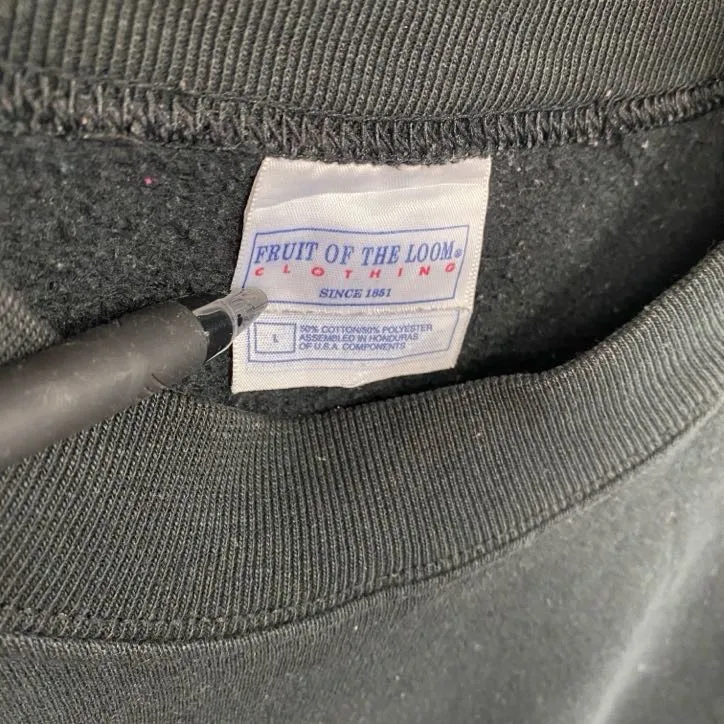 FRUIT OF THE LOOM®
CLOTHING
SINCE 1851
L
50% COTTON/50% POLYESTER
ASSEMBLED IN HONDURAS
OF U.S.A. COMPONENTS